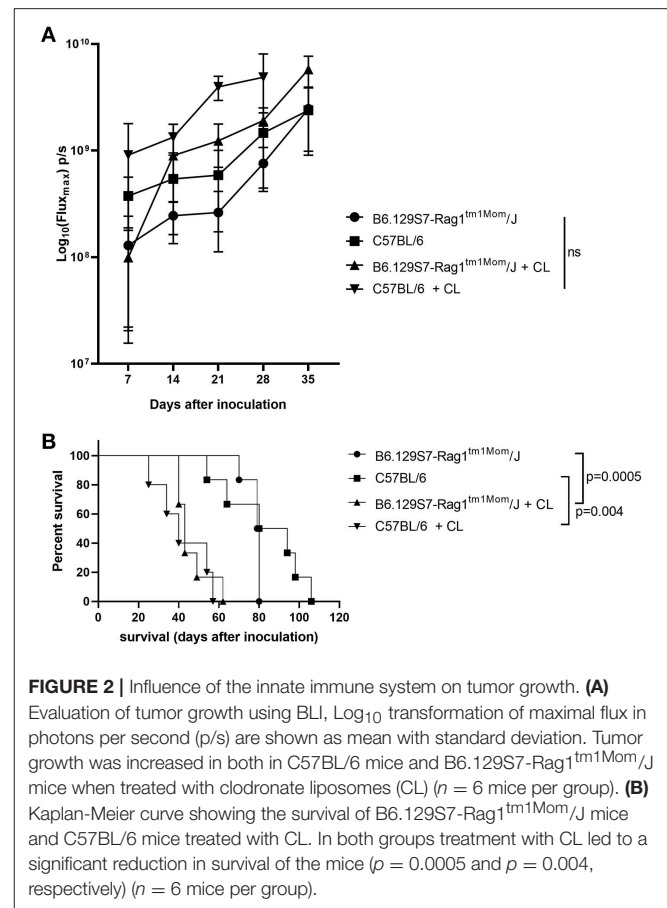 A
10¹⁰
10⁹
10⁸
10⁷
Log₁₀(Fluxₘₐₓ) p/s
7 14 21 28 35
Days after inoculation
B6.129S7-Rag1ᵗᵐ¹ᴹᵒᵐ/J
C57BL/6
B6.129S7-Rag1ᵗᵐ¹ᴹᵒᵐ/J + CL
C57BL/6 + CL
ns
B
100
80
60
40
20
0
Percent survival
0 20 40 60 80 100 120
survival (days after inoculation)
B6.129S7-Rag1ᵗᵐ¹ᴹᵒᵐ/J
C57BL/6
B6.129S7-Rag1ᵗᵐ¹ᴹᵒᵐ/J + CL
C57BL/6 + CL
p=0.0005
p=0.004
FIGURE 2 | Influence of the innate immune system on tumor growth. (A)
Evaluation of tumor growth using BLI, Log₁₀ transformation of maximal flux in
photons per second (p/s) are shown as mean with standard deviation. Tumor
growth was increased in both in C57BL/6 mice and B6.129S7-Rag1ᵗᵐ¹ᴹᵒᵐ/J
mice when treated with clodronate liposomes (CL) (n = 6 mice per group). (B)
Kaplan-Meier curve showing the survival of B6.129S7-Rag1ᵗᵐ¹ᴹᵒᵐ/J mice
and C57BL/6 mice treated with CL. In both groups treatment with CL led to a
significant reduction in survival of the mice (p = 0.0005 and p = 0.004,
respectively) (n = 6 mice per group).